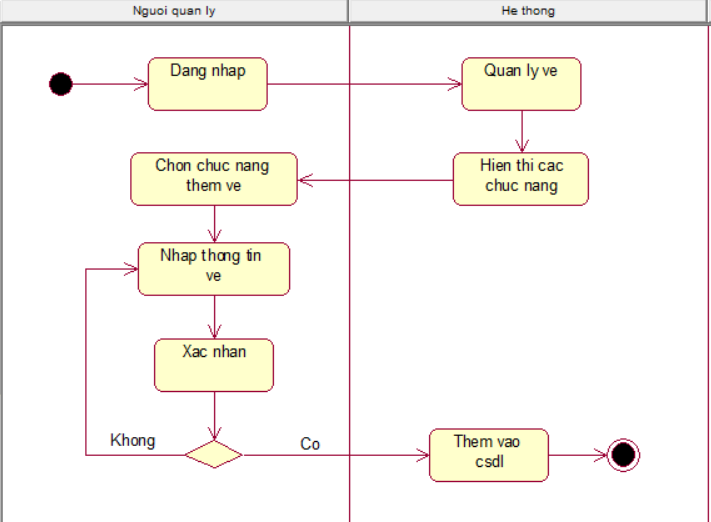 Nguoi quan ly
He thong
Dang nhap
Quan ly ve
Chon chuc nang
them ve
Hien thi cac
chuc nang
Nhap thong tin
ve
Xac nhan
Khong
Co
Them vao
csdl